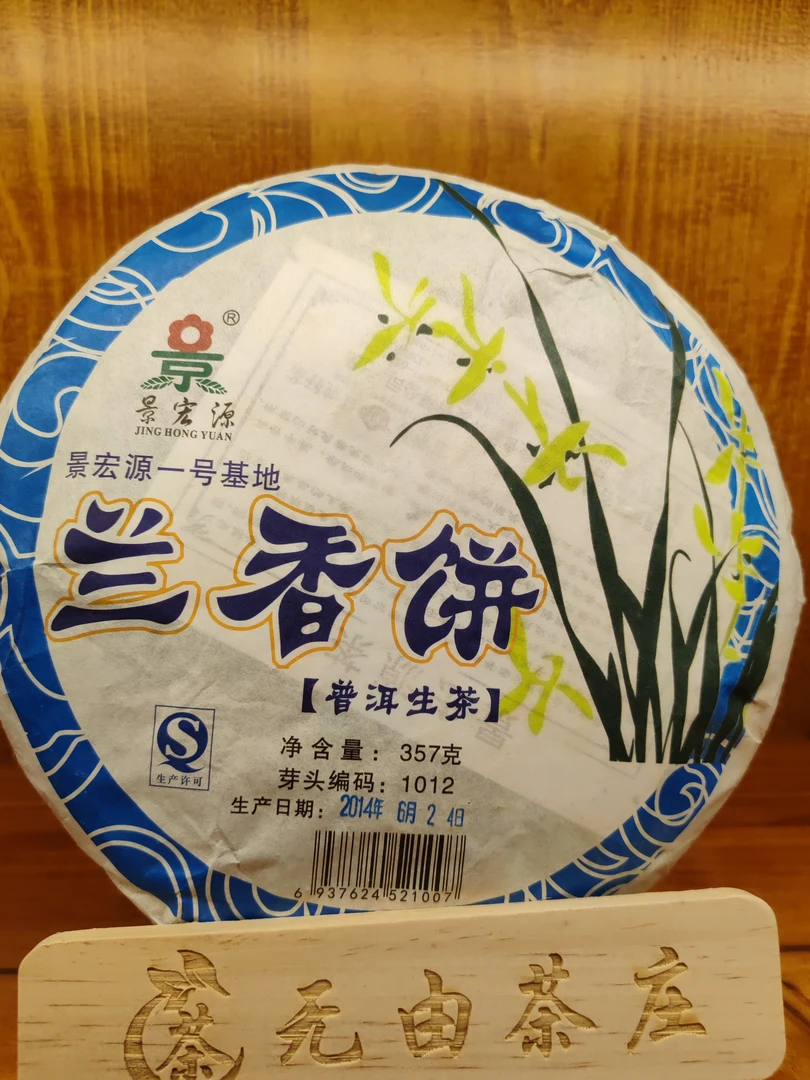 ®
景
景宏源
JING HONG YUAN
景宏源一号基地
兰香饼
【普洱生茶】
S
生产许可
净含量：357克
芽头编码：1012
生产日期：2014年 6月 2 4日
6 937624 521007
茶
无由茶庄